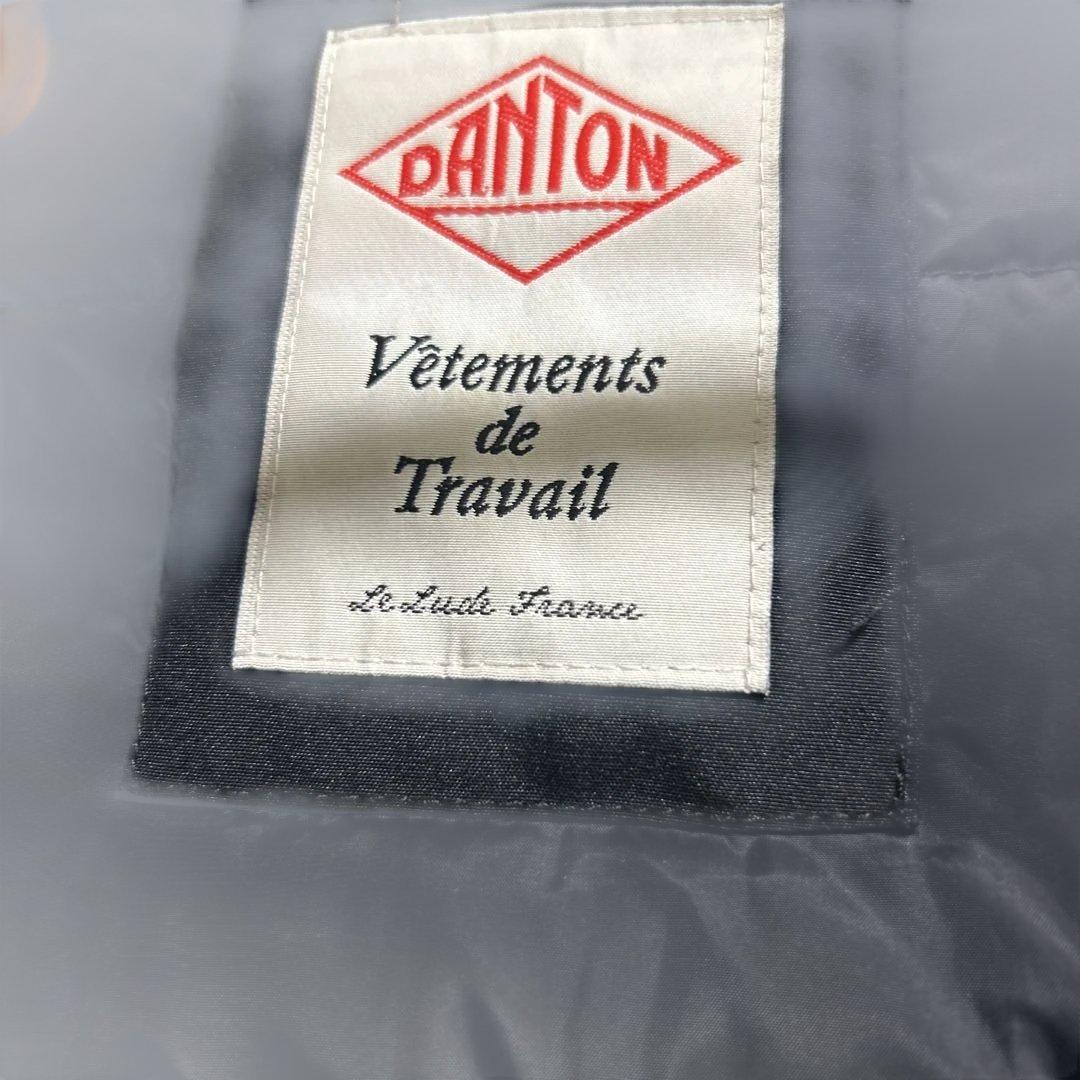 DANTON
Vêtements
de
Travail
Le Lude France